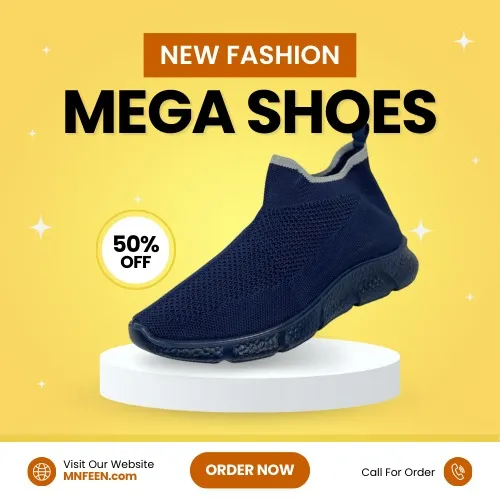 NEW FASHION
MEGA SHOES
50%
OFF
Visit Our Website
MNFEEN.com
ORDER NOW
Call For Order